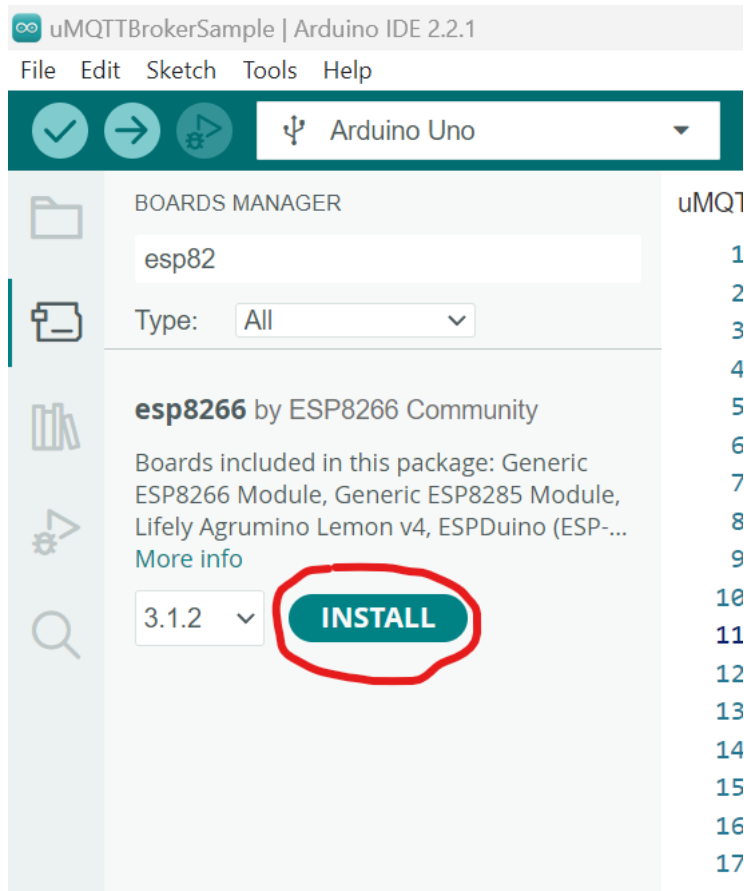 uMQTTBrokerSample | Arduino IDE 2.2.1
File Edit Sketch Tools Help
Arduino Uno
BOARDS MANAGER
uMQT
esp82
Type: All
esp8266 by ESP8266 Community
Boards included in this package: Generic
ESP8266 Module, Generic ESP8285 Module,
Lifely Agrumino Lemon v4, ESPDuino (ESP-...
More info
3.1.2 INSTALL
1
2
3
4
5
6
7
8
9
10
11
12
13
14
15
16
17